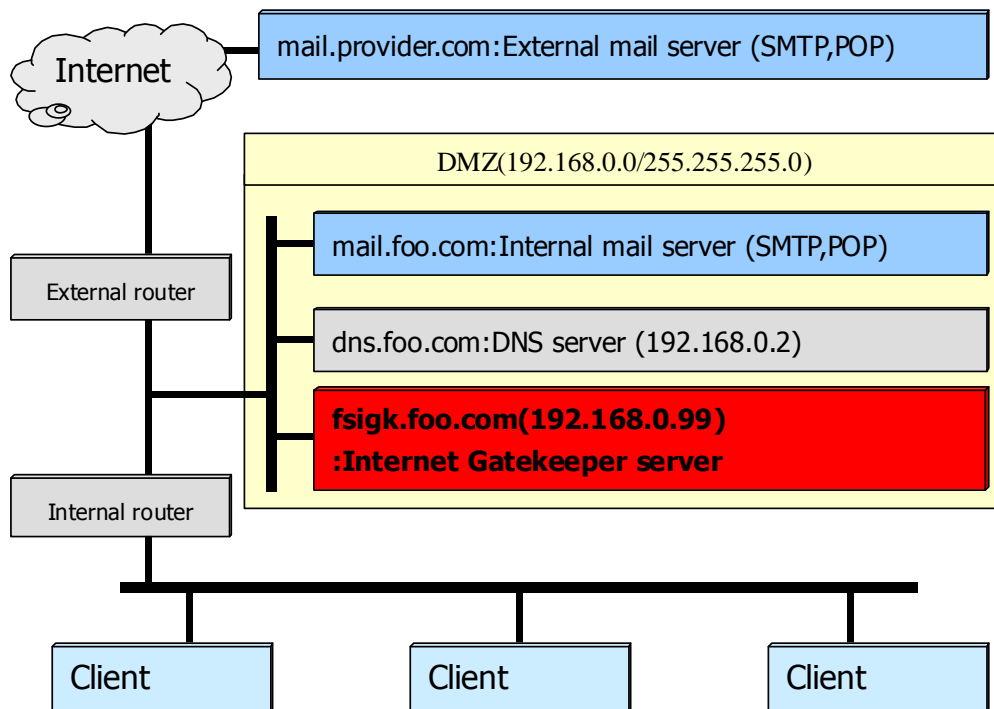 mail.provider.com:External mail server (SMTP,POP)
Internet
DMZ(192.168.0.0/255.255.255.0)
mail.foo.com:Internal mail server (SMTP,POP)
External router
dns.foo.com:DNS server (192.168.0.2)
fsigk.foo.com(192.168.0.99)
:Internet Gatekeeper server
Internal router
Client
Client
Client